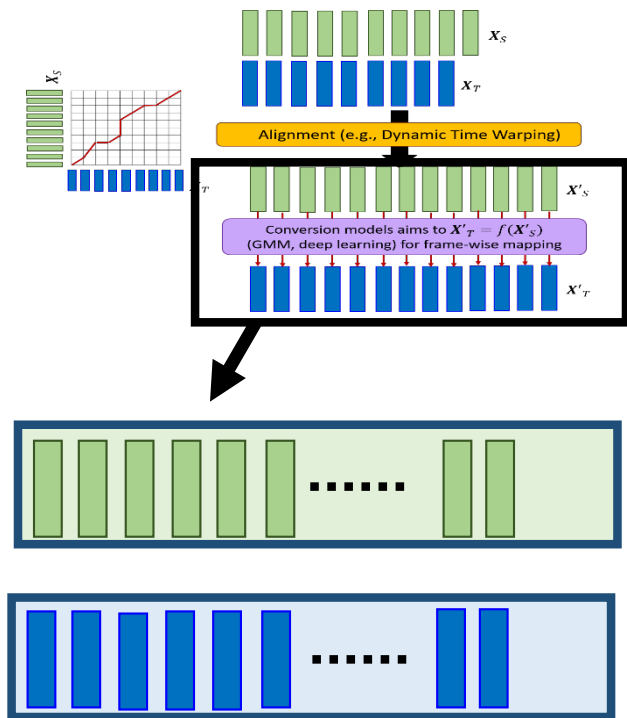 X_S
X_T
X_S
Alignment (e.g., Dynamic Time Warping)
X'_S
Conversion models aims to X'_T = f(X'_S)
(GMM, deep learning) for frame-wise mapping
X'_T